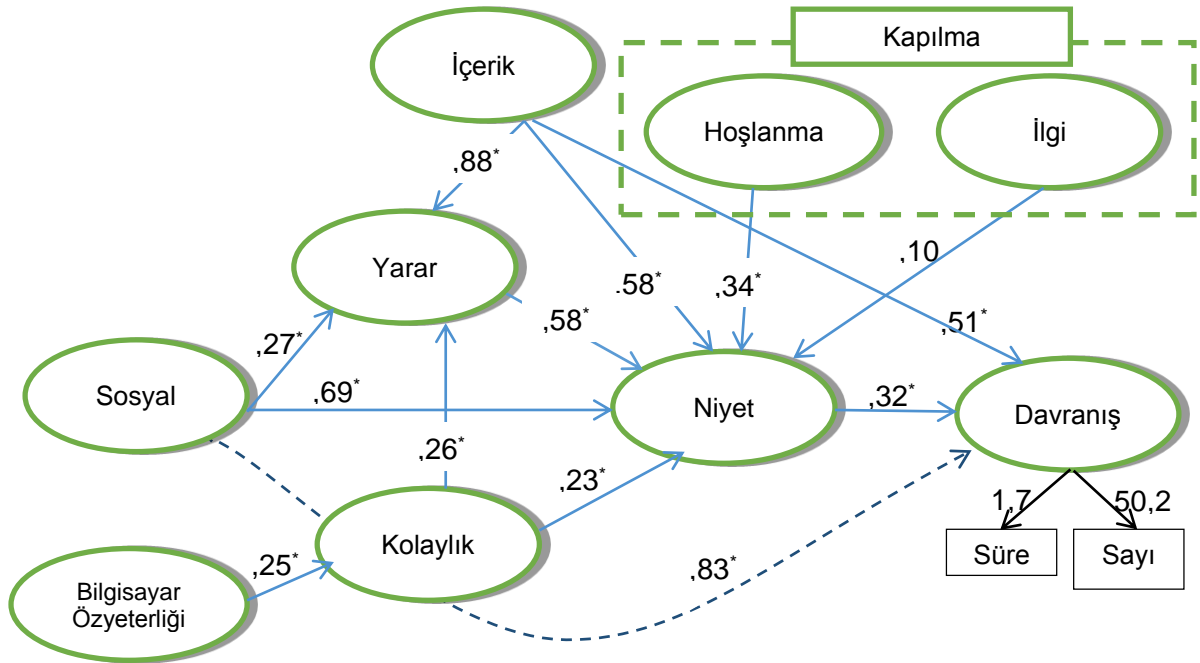 Kapılma
İçerik
Hoşlanma
İlgi
,88*
Yarar
,10
,58*
,34*
,58*
,51*
,27*
Sosyal
,69*
Niyet
,32*
Davranış
,26*
,23*
1,7
50,2
Kolaylık
Süre
Sayı
,25*
,83*
Bilgisayar
Özyeterliği